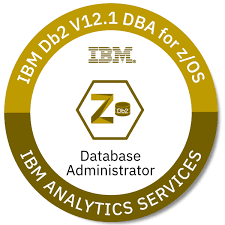 IBM Db2 V12.1 DBA for z/OS
IBM
Z Db2
Database
Administrator
IBM ANALYTICS SERVICES